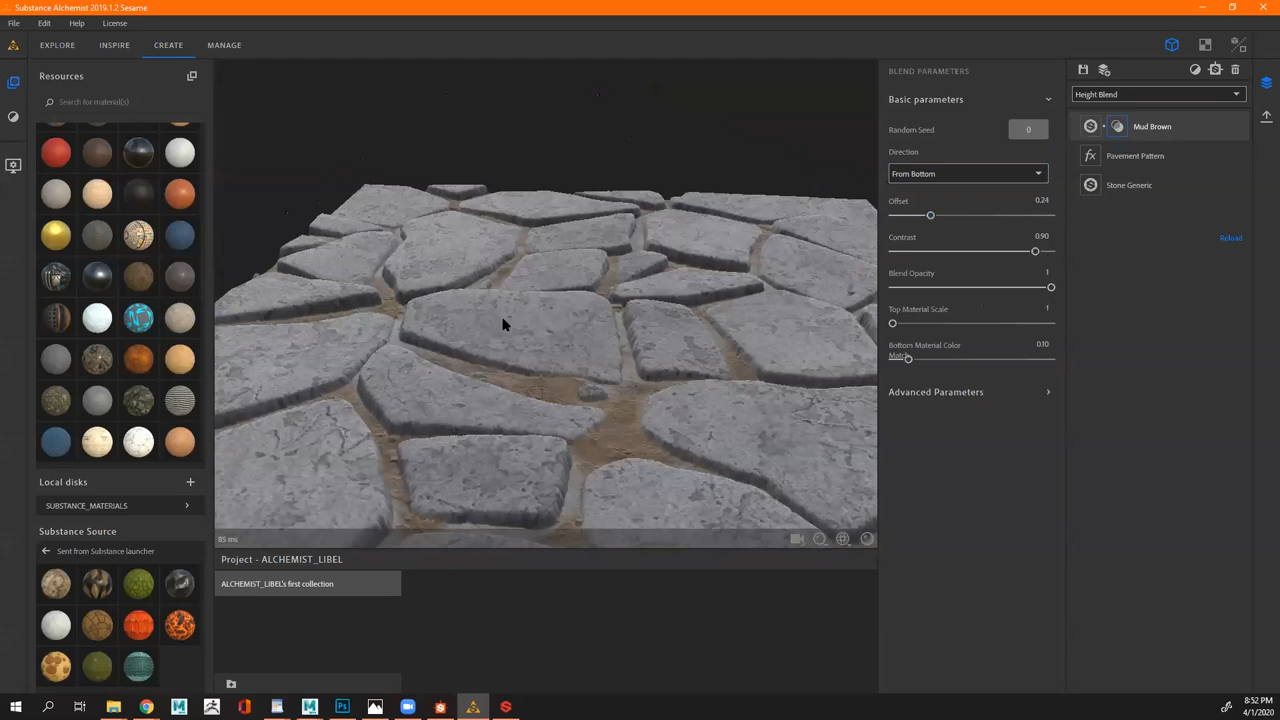 Substance Alchemist 2019.1.2 Sesame
File Edit Help License
EXPLORE INSPIRE CREATE MANAGE
Resources
Search for material(s)
Local disks
SUBSTANCE_MATERIALS
Substance Source
Sent from Substance launcher
85 ms
Project - ALCHEMIST_LIBEL
ALCHEMIST_LIBEL's first collection
BLEND PARAMETERS
Basic parameters
Random Seed 0
Direction
From Bottom
Offset 0.24
Contrast 0.90
Blend Opacity 1
Top Material Scale 1
Bottom Material Color 0.10
Match
Advanced Parameters
Height Blend
Mud Brown
fx Pavement Pattern
Stone Generic
Reload
8:52 PM
4/1/2020